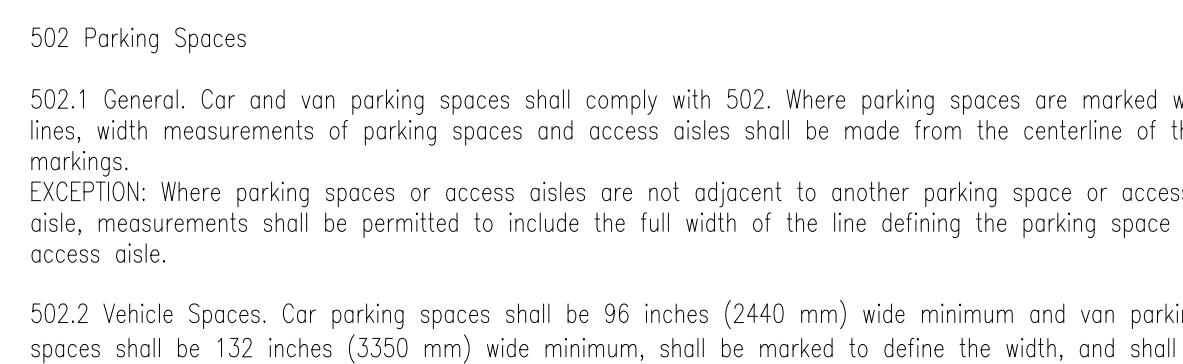 502 Parking Spaces
502.1 General. Car and van parking spaces shall comply with 502. Where parking spaces are marked
lines, width measurements of parking spaces and access aisles shall be made from the centerline of
markings.
EXCEPTION: Where parking spaces or access aisles are not adjacent to another parking space or access
aisle, measurements shall be permitted to include the full width of the line defining the parking space
access aisle.
502.2 Vehicle Spaces. Car parking spaces shall be 96 inches (2440 mm) wide minimum and van
spaces shall be 132 inches (3350 mm) wide minimum, shall be marked to define the width, and shall